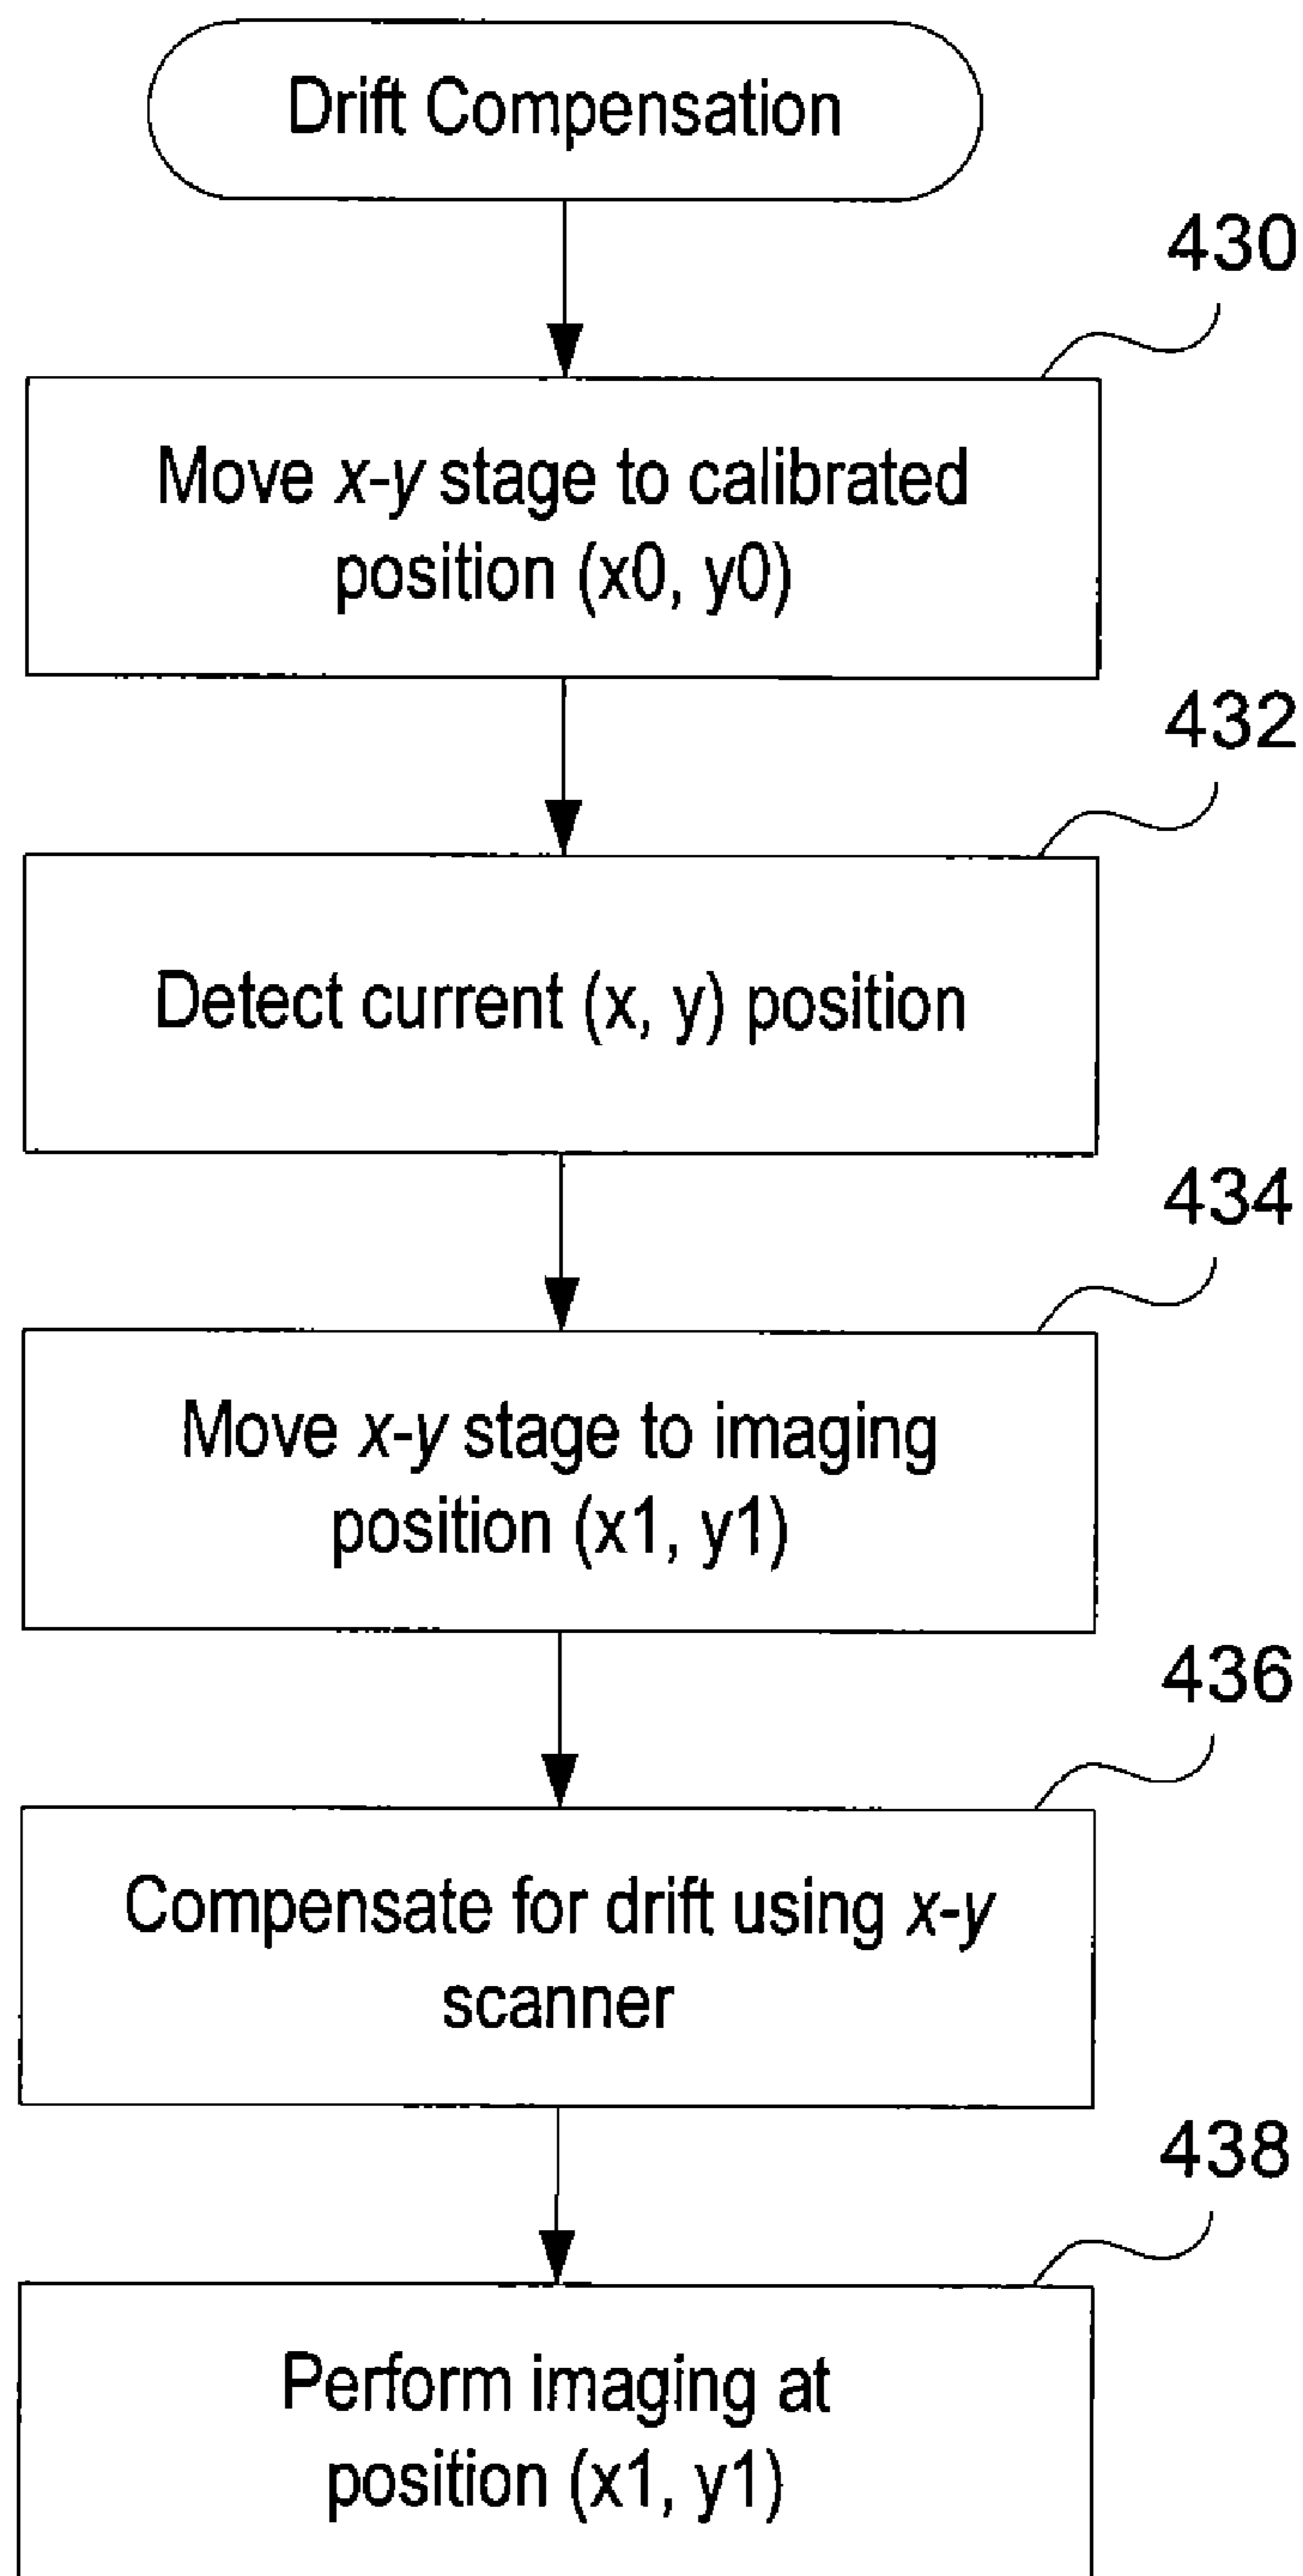 Drift Compensation
430
Move x-y stage to calibrated
position (x0, y0)
432
Detect current (x, y) position
434
Move x-y stage to imaging
position (x1, y1)
436
Compensate for drift using x-y
scanner
438
Perform imaging at
position (x1, y1)